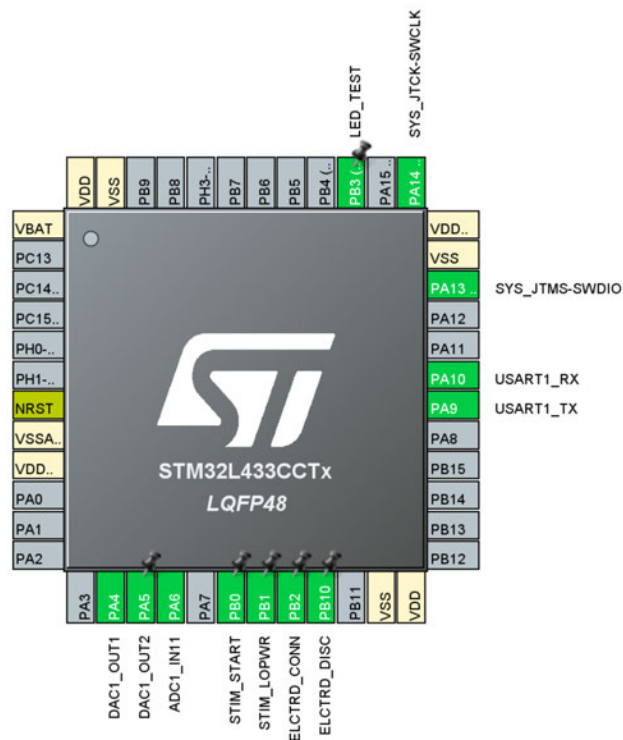 LED_TEST
SYS_JTCK-SWCLK
VDD
VSS
PB9
PB8
PH3-..
PB7
PB6
PB5
PB4 (..
PB3 (..
PA15 ..
PA14 ..
VBAT
PC13
PC14..
PC15..
PH0-..
PH1-..
NRST
VSSA..
VDD..
PA0
PA1
PA2
ST
STM32L433CCTx
LQFP48
VDD..
VSS
PA13 .. SYS_JTMS-SWDIO
PA12
PA11
PA10 USART1_RX
PA9 USART1_TX
PA8
PB15
PB14
PB13
PB12
PA3
PA4
PA5
PA6
PA7
PB0
PB1
PB2
PB10
PB11
VSS
VDD
DAC1_OUT1
DAC1_OUT2
ADC1_IN11
STIM_START
STIM_LOPWR
ELCTRD_CONN
ELCTRD_DISC